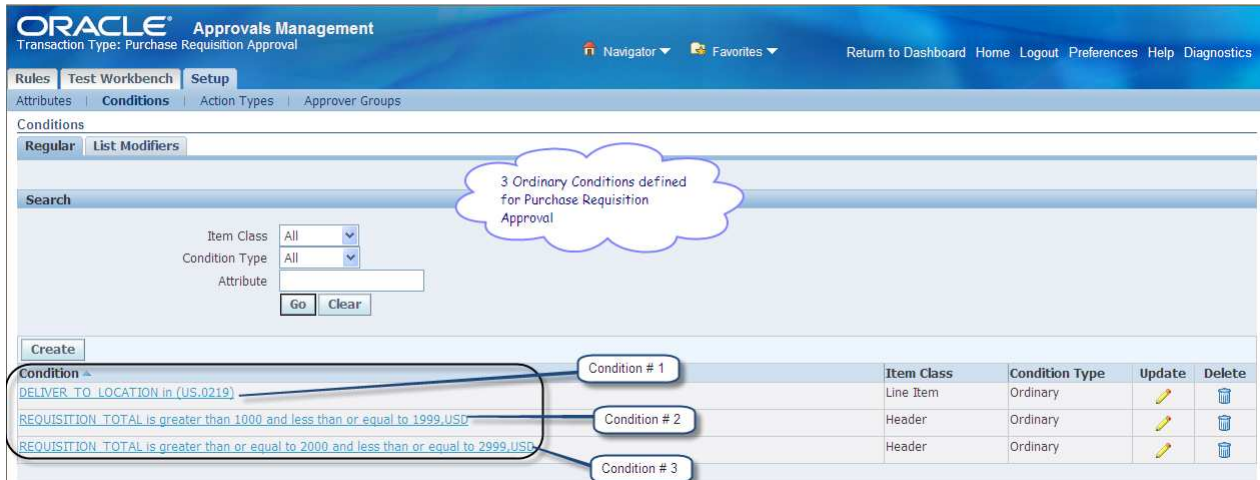 ORACLE® Approvals Management
Transaction Type: Purchase Requisition Approval
Navigator Favorites Return to Dashboard Home Logout Preferences Help Diagnostics
Rules Test Workbench Setup
Attributes | Conditions | Action Types | Approver Groups
Conditions
Regular List Modifiers
3 Ordinary Conditions defined
for Purchase Requisition
Approval
Search
Item Class All
Condition Type All
Attribute
Go Clear
Create
Condition Item Class Condition Type Update Delete
DELIVER_TO_LOCATION in (US.0219) Condition # 1 Line Item Ordinary
REQUISITION_TOTAL is greater than 1000 and less than or equal to 1999,USD Condition # 2 Header Ordinary
REQUISITION_TOTAL is greater than or equal to 2000 and less than or equal to 2999,USD Header Ordinary
Condition # 3